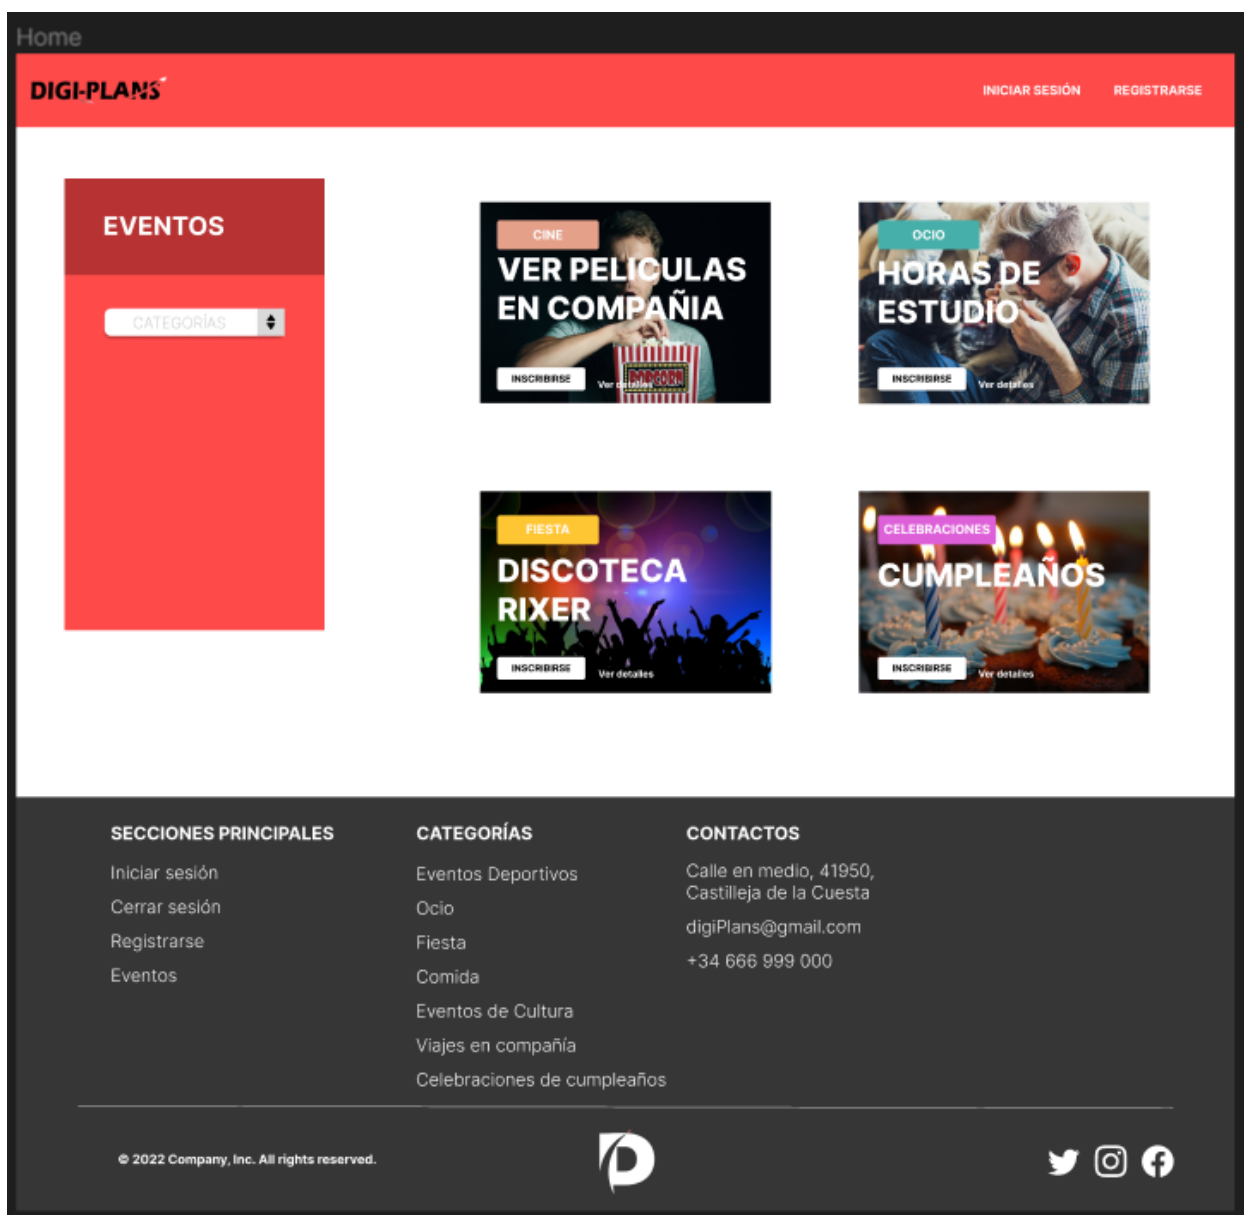 Home
DIGI-PLANS
INICIAR SESIÓN
REGISTRARSE
EVENTOS
CATEGORÍAS
CINE
VER PELICULAS
EN COMPAÑIA
POPCORN
INSCRIBIRSE
Ver detalles
OCIO
HORAS DE
ESTUDIO
INSCRIBIRSE
Ver detalles
FIESTA
DISCOTECA
RIXER
INSCRIBIRSE
Ver detalles
CELEBRACIONES
CUMPLEAÑOS
INSCRIBIRSE
Ver detalles
SECCIONES PRINCIPALES
Iniciar sesión
Cerrar sesión
Registrarse
Eventos
CATEGORÍAS
Eventos Deportivos
Ocio
Fiesta
Comida
Eventos de Cultura
Viajes en compañía
Celebraciones de cumpleaños
CONTACTOS
Calle en medio, 41950,
Castilleja de la Cuesta
digiPlans@gmail.com
+34 666 999 000
© 2022 Company, Inc. All rights reserved.